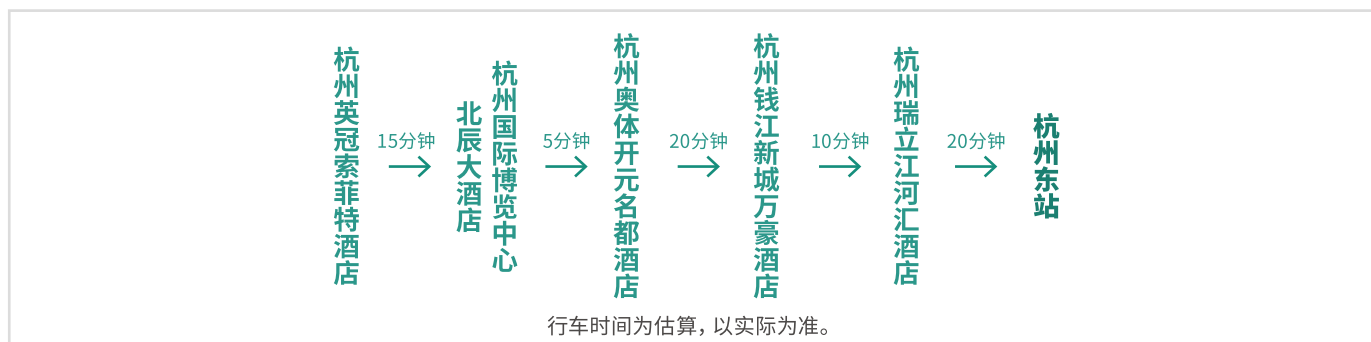 杭州英冠索菲特酒店
15分钟
杭州国际博览中心
北辰大酒店
5分钟
杭州奥体开元名都酒店
20分钟
杭州钱江新城万豪酒店
10分钟
杭州瑞立江河汇酒店
20分钟
杭州东站
行车时间为估算，以实际为准。